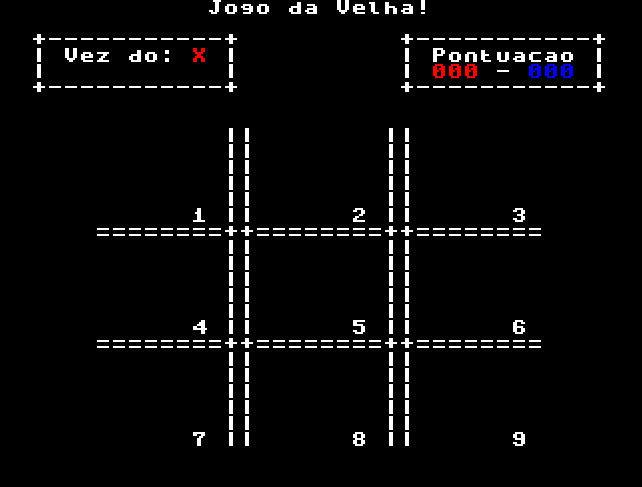 Jogo da Velha!
Vez do: X
Pontuacao
000 - 000
1 2 3
4 5 6
7 8 9